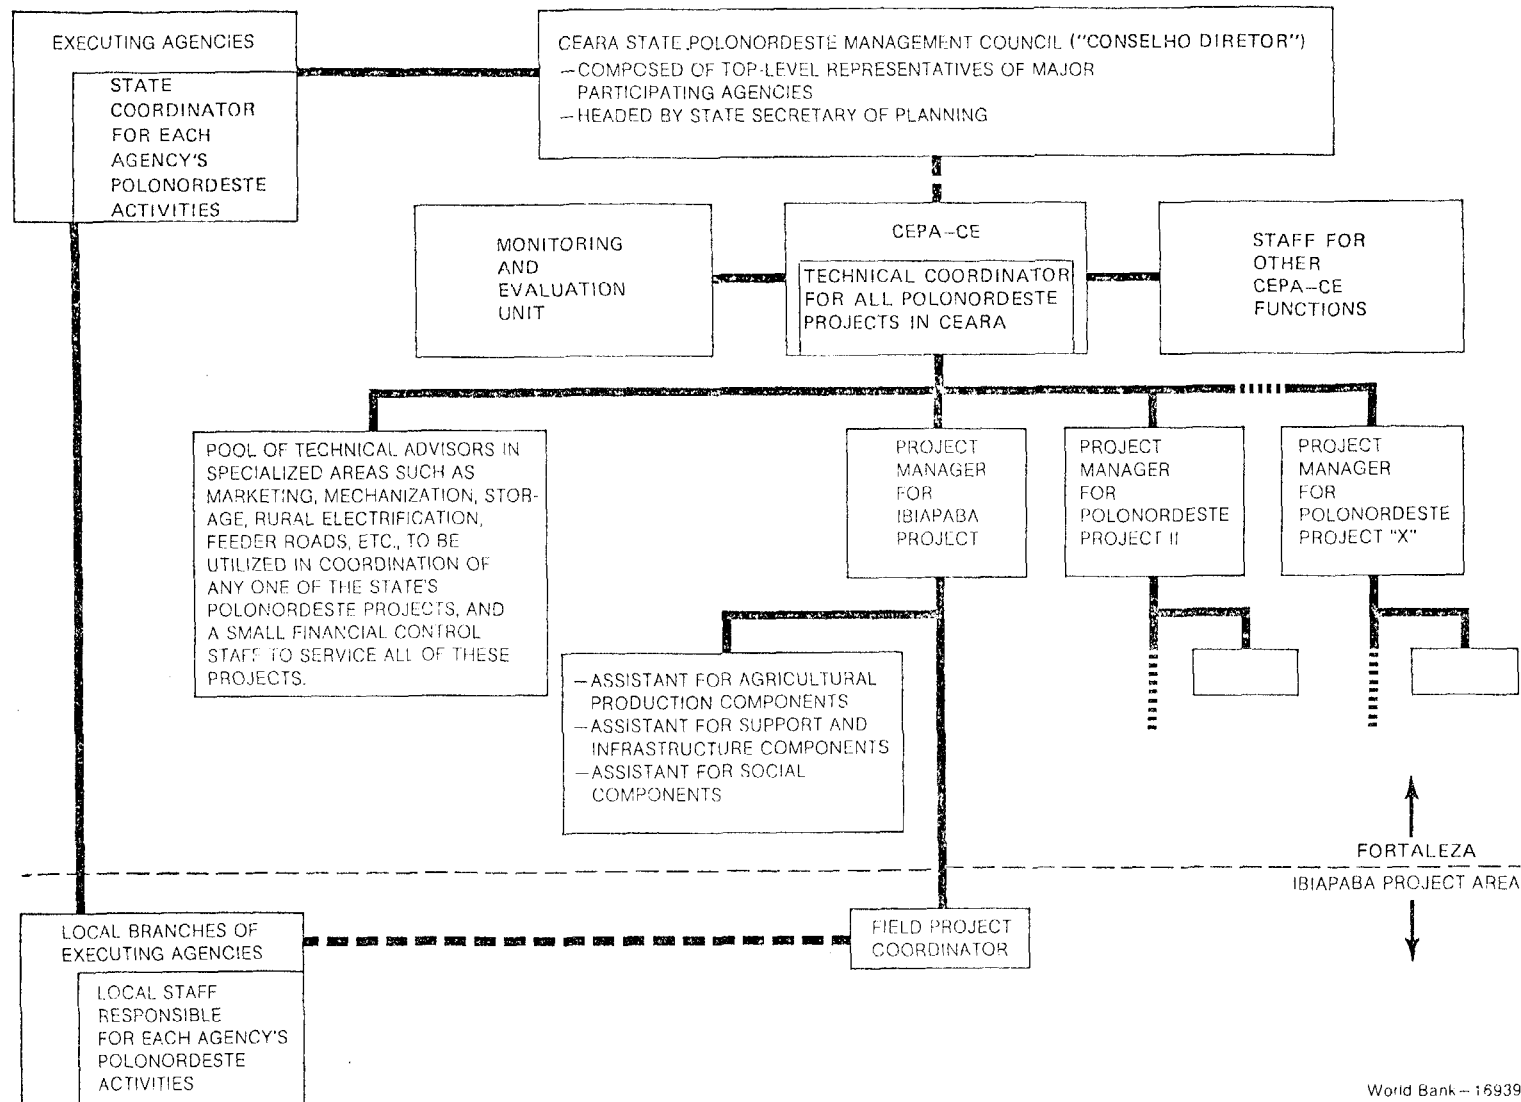 EXECUTING AGENCIES
STATE
COORDINATOR
FOR EACH
AGENCY'S
POLONORDESTE
ACTIVITIES
CEARA STATE POLONORDESTE MANAGEMENT COUNCIL ("CONSELHO DIRETOR")
—COMPOSED OF TOP-LEVEL REPRESENTATIVES OF MAJOR
PARTICIPATING AGENCIES
—HEADED BY STATE SECRETARY OF PLANNING
MONITORING
AND
EVALUATION
UNIT
CEPA-CE
TECHNICAL COORDINATOR
FOR ALL POLONORDESTE
PROJECTS IN CEARA
STAFF FOR
OTHER
CEPA-CE
FUNCTIONS
POOL OF TECHNICAL ADVISORS IN
SPECIALIZED AREAS SUCH AS
MARKETING, MECHANIZATION, STOR-
AGE, RURAL ELECTRIFICATION,
FEEDER ROADS, ETC., TO BE
UTILIZED IN COORDINATION OF
ANY ONE OF THE STATE'S
POLONORDESTE PROJECTS, AND
A SMALL FINANCIAL CONTROL
STAFF TO SERVICE ALL OF THESE
PROJECTS.
PROJECT
MANAGER
FOR
IBIAPABA
PROJECT
PROJECT
MANAGER
FOR
POLONORDESTE
PROJECT II
PROJECT
MANAGER
FOR
POLONORDESTE
PROJECT "X"
—ASSISTANT FOR AGRICULTURAL
PRODUCTION COMPONENTS
—ASSISTANT FOR SUPPORT AND
INFRASTRUCTURE COMPONENTS
—ASSISTANT FOR SOCIAL
COMPONENTS
FORTALEZA
IBIAPABA PROJECT AREA
LOCAL BRANCHES OF
EXECUTING AGENCIES
LOCAL STAFF
RESPONSIBLE
FOR EACH AGENCY'S
POLONORDESTE
ACTIVITIES
FIELD PROJECT
COORDINATOR
World Bank—16939